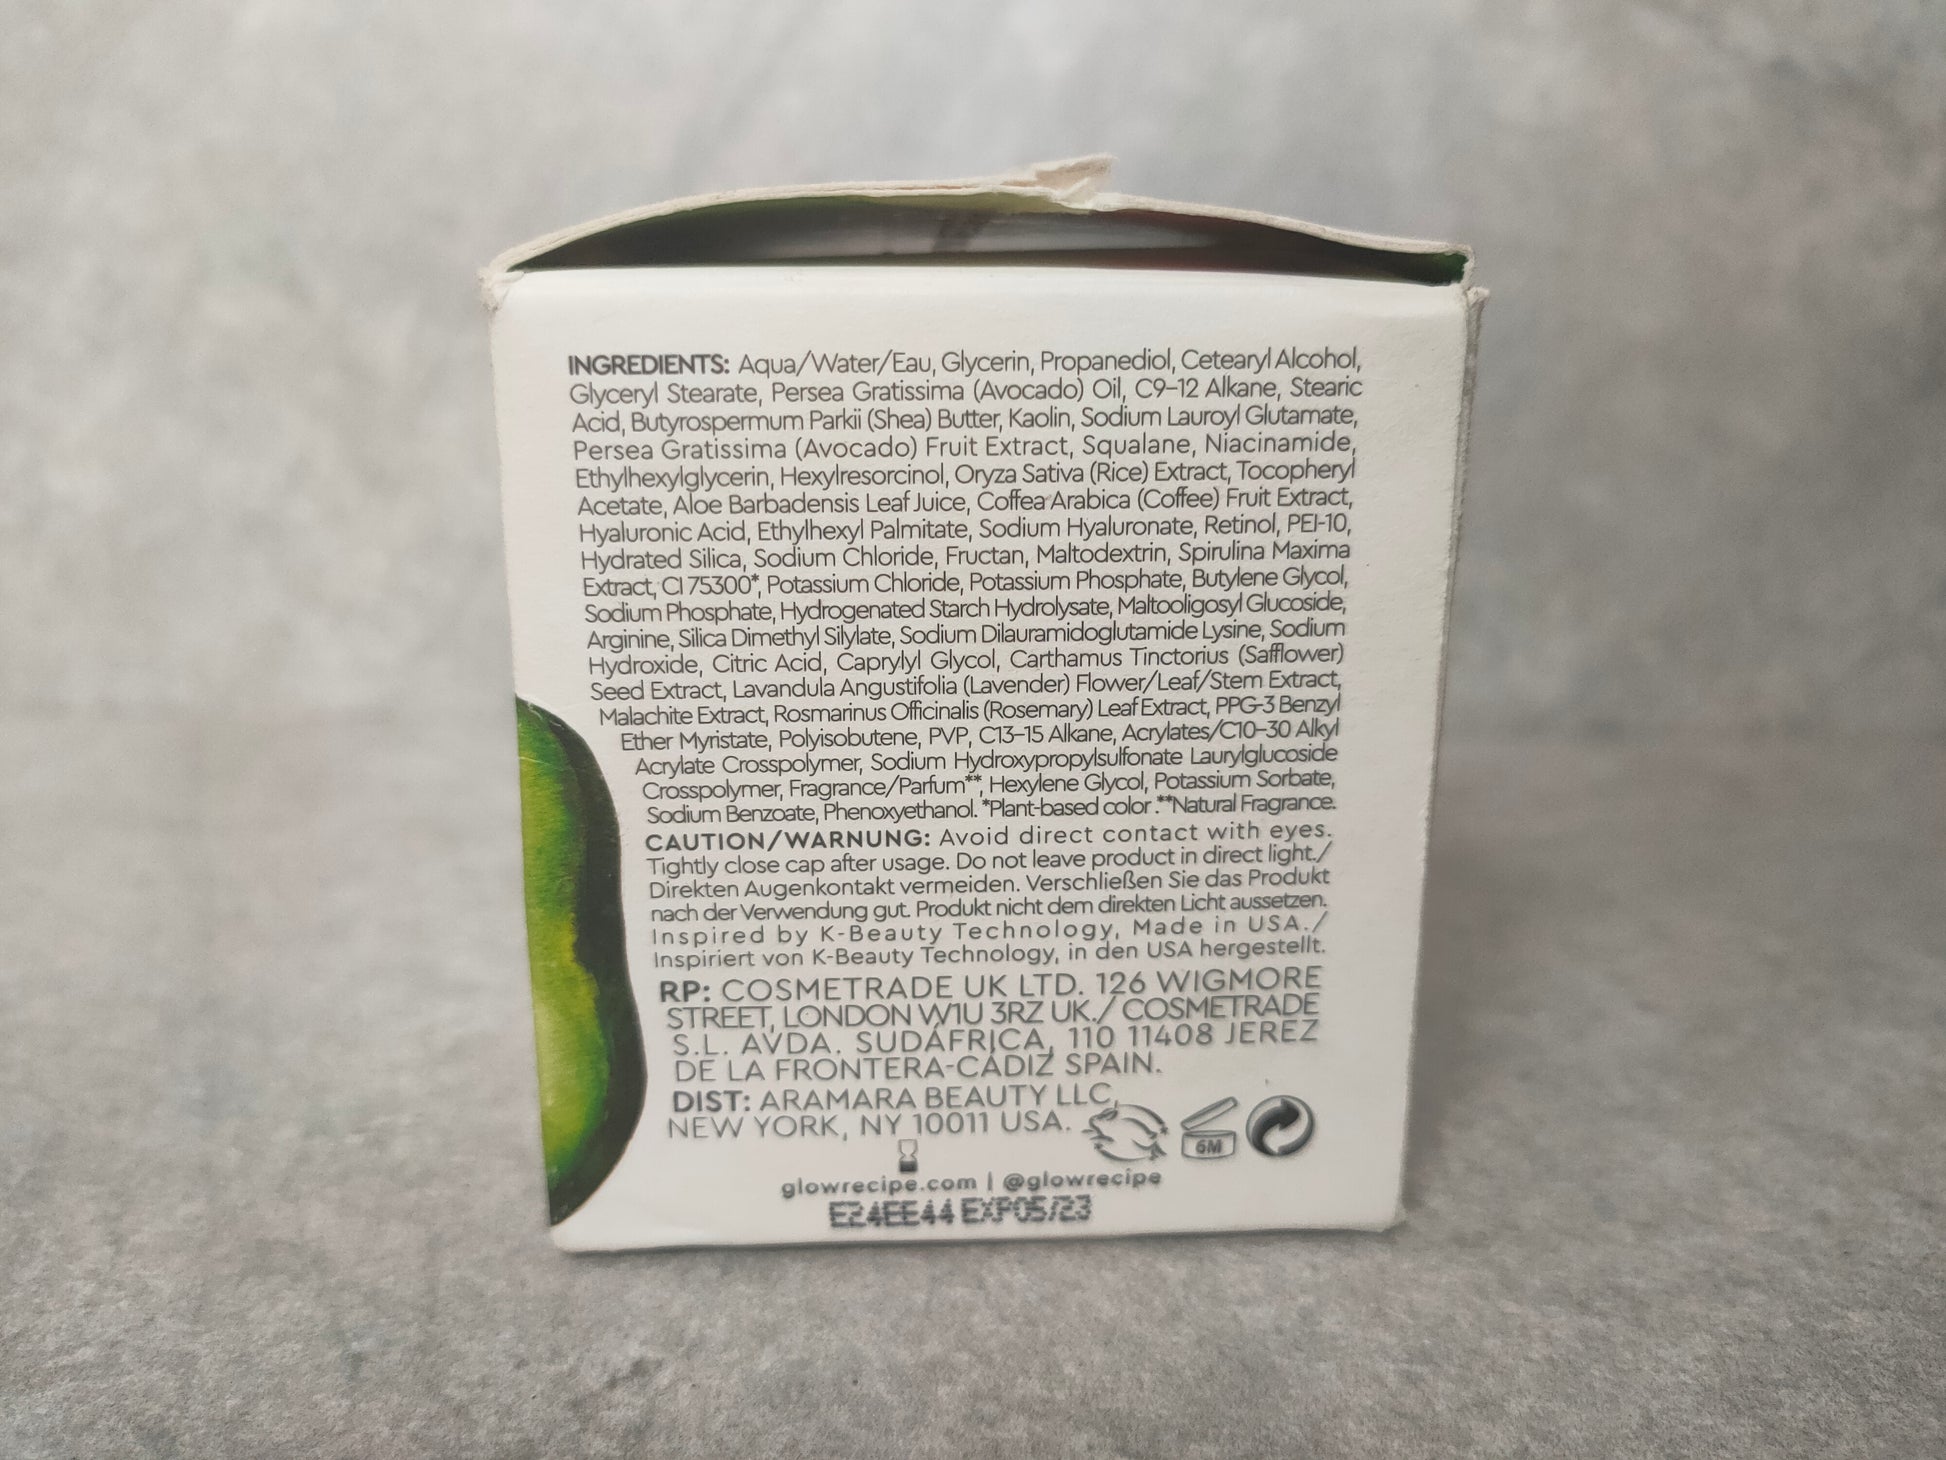 INGREDIENTS: Aqua/Water/Eau, Glycerin, Propanediol, Cetearyl Alcohol,
Glyceryl Stearate, Persea Gratissima (Avocado) Oil, C9-12 Alkane, Stearic
Acid, Butyrospermum Parkii (Shea) Butter, Kaolin, Sodium Lauroyl Glutamate,
Persea Gratissima (Avocado) Fruit Extract, Squalane, Niacinamide,
Ethylhexylglycerin, Hexylresorcinol, Oryza Sativa (Rice) Extract, Tocopheryl
Acetate, Aloe Barbadensis Leaf Juice, Coffea Arabica (Coffee) Fruit Extract,
Hyaluronic Acid, Ethylhexyl Palmitate, Sodium Hyaluronate, Retinol, PEI-10,
Hydrated Silica, Sodium Chloride, Fructan, Maltodextrin, Spirulina Maxima
Extract, CI 75300*, Potassium Chloride, Potassium Phosphate, Butylene Glycol,
Sodium Phosphate, Hydrogenated Starch Hydrolysate, Maltooligosyl Glucoside,
Arginine, Silica Dimethyl Silylate, Sodium Dilauramidoglutamide Lysine, Sodium
Hydroxide, Citric Acid, Caprylyl Glycol, Carthamus Tinctorius (Safflower)
Seed Extract, Lavandula Angustifolia (Lavender) Flower/Leaf/Stem Extract,
Malachite Extract, Rosmarinus Officinalis (Rosemary) Leaf Extract, PPG-3 Benzyl
Ether Myristate, Polyisobutene, PVP, C13-15 Alkane, Acrylates/C10-30 Alkyl
Acrylate Crosspolymer, Sodium Hydroxypropylsulfonate Laurylglucoside
Crosspolymer, Fragrance/Parfum**, Hexylene Glycol, Potassium Sorbate,
Sodium Benzoate, Phenoxyethanol. *Plant-based color .**Natural Fragrance.
CAUTION/WARNUNG: Avoid direct contact with eyes.
Tightly close cap after usage. Do not leave product in direct light./
Direkten Augenkontakt vermeiden. Verschließen Sie das Produkt
nach der Verwendung gut. Produkt nicht dem direkten Licht aussetzen.
Inspired by K-Beauty Technology, Made in USA./
Inspiriert von K-Beauty Technology, in den USA hergestellt.
RP: COSMETRADE UK LTD. 126 WIGMORE
STREET, LONDON W1U 3RZ UK./ COSMETRADE
S.L. AVDA. SUDÁFRICA, 110 11408 JEREZ
DE LA FRONTERA-CÁDIZ SPAIN.
DIST: ARAMARA BEAUTY LLC,
NEW YORK, NY 10011 USA.
6M
glowrecipe.com | @glowrecipe
E24EE44 EXP05/23